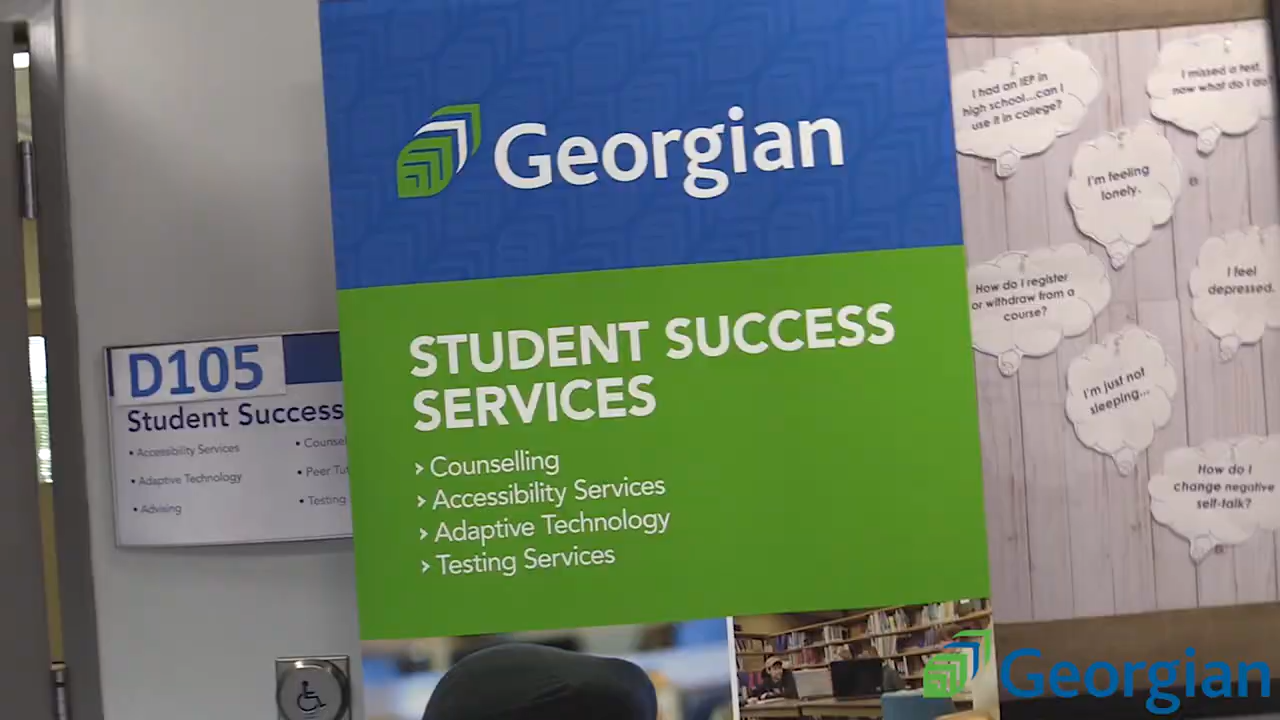 Georgian
STUDENT SUCCESS
SERVICES
› Counselling
› Accessibility Services
› Adaptive Technology
› Testing Services
D105
Student Success
• Accessibility Services
• Adaptive Technology
• Advising
• Counsel
• Peer Tu
• Testing
I had an IEP in
high school...can I
use it in college?
I missed a test,
now what do I do
I'm feeling
lonely.
How do I register
or withdraw from a
course?
I feel
depressed.
I'm just not
sleeping...
How do I
change negative
self-talk?
Georgian